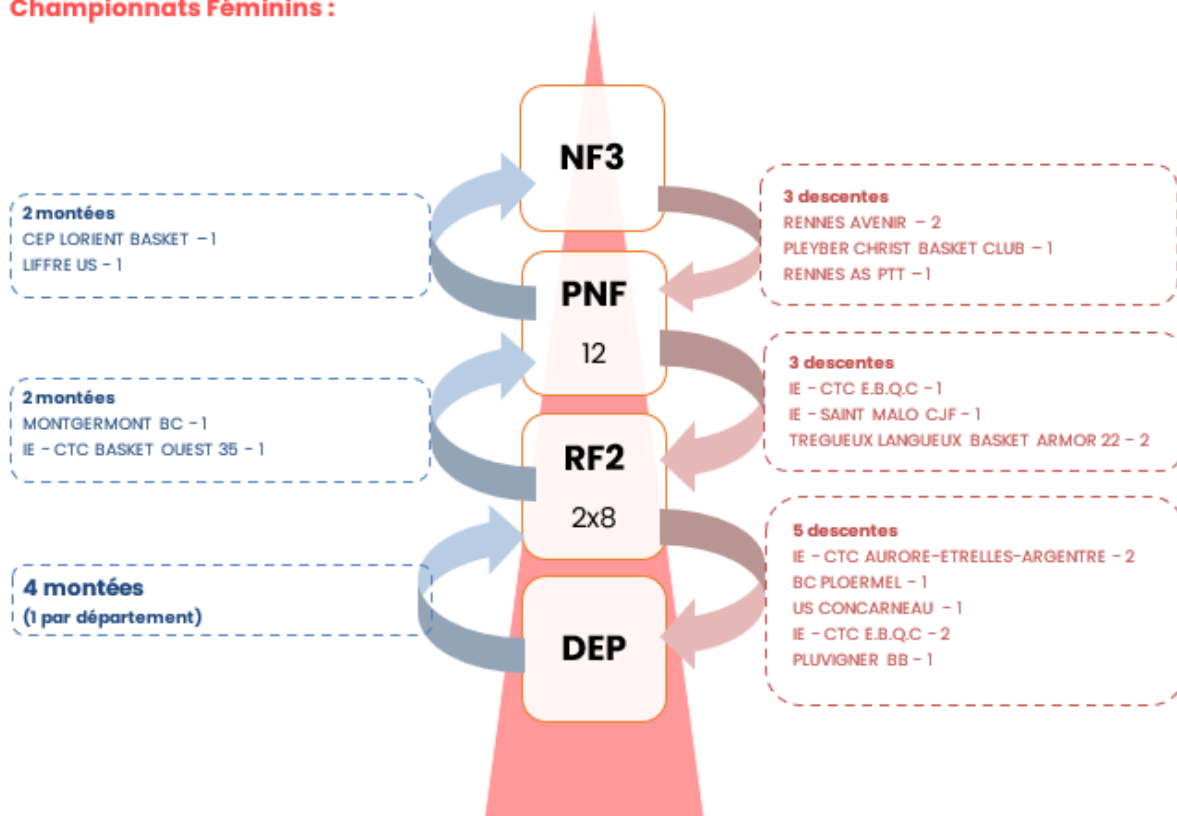 Championnats Féminins :
NF3
2 montées
CEP LORIENT BASKET – 1
LIFFRE US - 1
3 descentes
RENNES AVENIR – 2
PLEYBER CHRIST BASKET CLUB – 1
RENNES AS PTT – 1
PNF
12
2 montées
MONTGERMONT BC - 1
IE - CTC BASKET OUEST 35 - 1
3 descentes
IE - CTC E.B.Q.C - 1
IE - SAINT MALO CJF - 1
TREGUEUX LANGUEUX BASKET ARMOR 22 - 2
RF2
2x8
4 montées
(1 par département)
5 descentes
IE - CTC AURORE-ETRELLES-ARGENTRE - 2
BC PLOERMEL - 1
US CONCARNEAU - 1
IE - CTC E.B.Q.C - 2
PLUVIGNER BB - 1
DEP